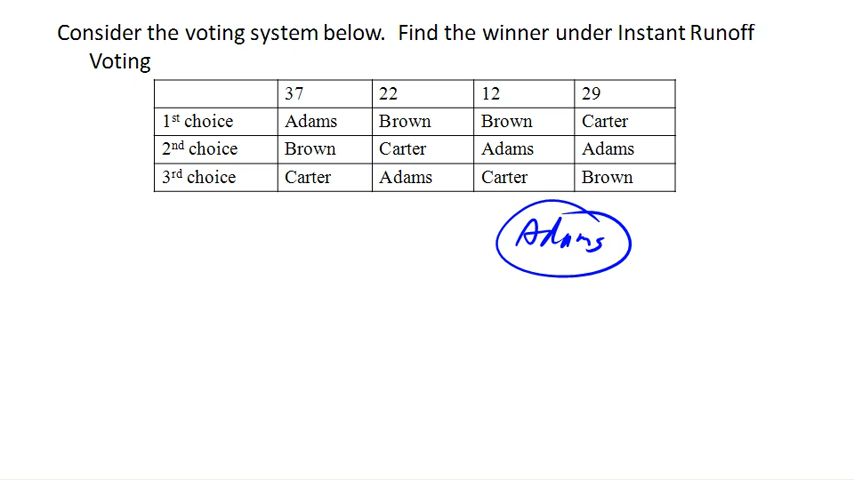 Consider the voting system below.  Find the winner under Instant Runoff
Voting
37 22 12 29
1st choice Adams Brown Brown Carter
2nd choice Brown Carter Adams Adams
3rd choice Carter Adams Carter Brown
Adams